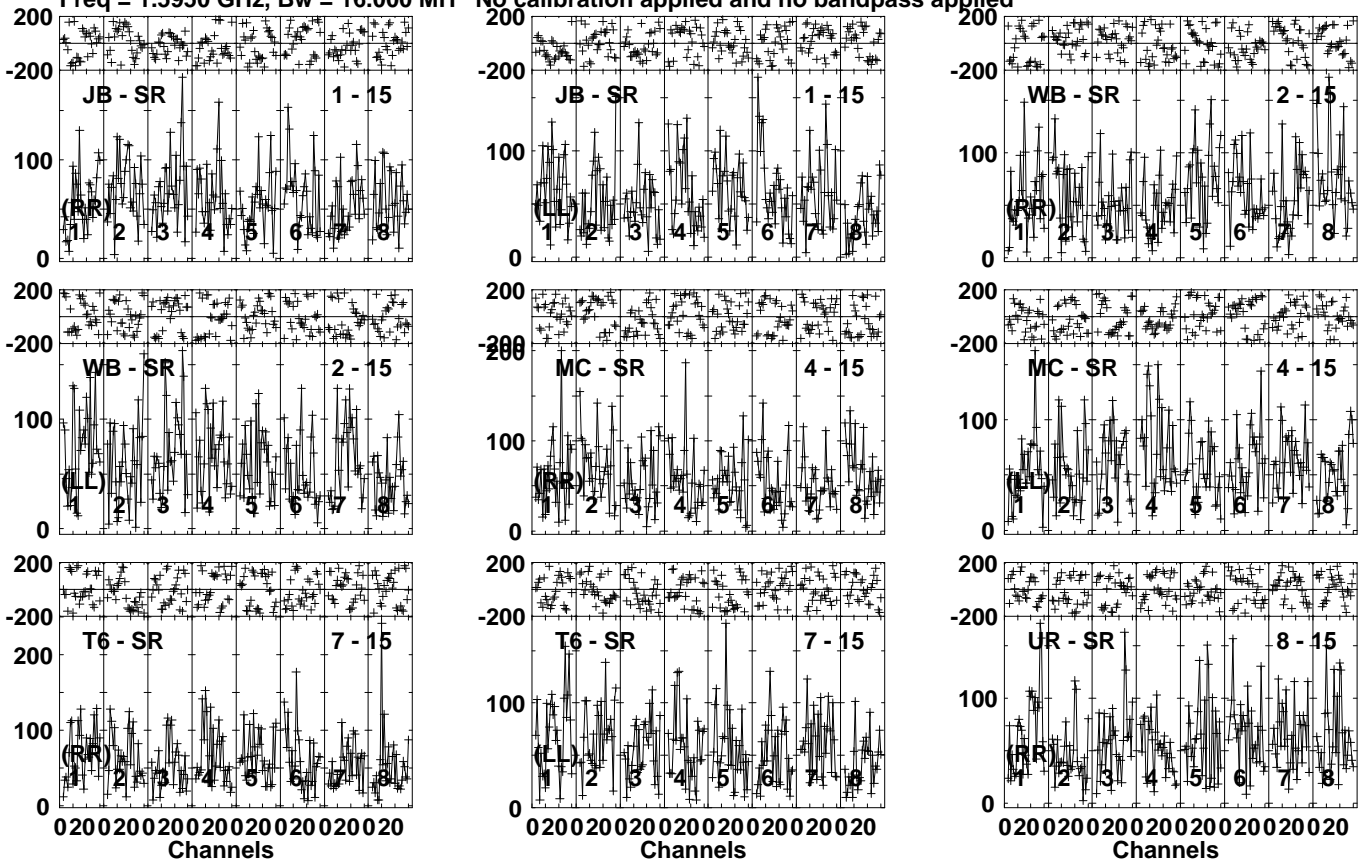 Freq = 1.5950 GHz, Bw = 16.000 MH No calibration applied and no bandpass applied
200
-200
JB - SR 1 - 15
100
(RR)
1 2 3 4 5 6 7 8
0
200
-200
JB - SR 1 - 15
100
(LL)
1 2 3 4 5 6 7 8
0
200
-200
WB - SR 2 - 15
100
(RR)
1 2 3 4 5 6 7 8
0
200
-200
WB - SR 2 - 15
100
(LL)
1 2 3 4 5 6 7 8
0
200
-200
200
MC - SR 4 - 15
100
(RR)
1 2 3 4 5 6 7 8
0
200
-200
MC - SR 4 - 15
100
(LL)
1 2 3 4 5 6 7 8
0
200
-200
T6 - SR 7 - 15
200
100
(RR)
1 2 3 4 5 6 7 8
0
0 20 0 20 0 20 0 20 0 20 0 20 0 20 0 20
Channels
200
-200
T6 - SR 7 - 15
100
(LL)
1 2 3 4 5 6 7 8
0
0 20 0 20 0 20 0 20 0 20 0 20 0 20 0 20
Channels
200
-200
UR - SR 8 - 15
100
(RR)
1 2 3 4 5 6 7 8
0
0 20 0 20 0 20 0 20 0 20 0 20 0 20 0 20
Channels